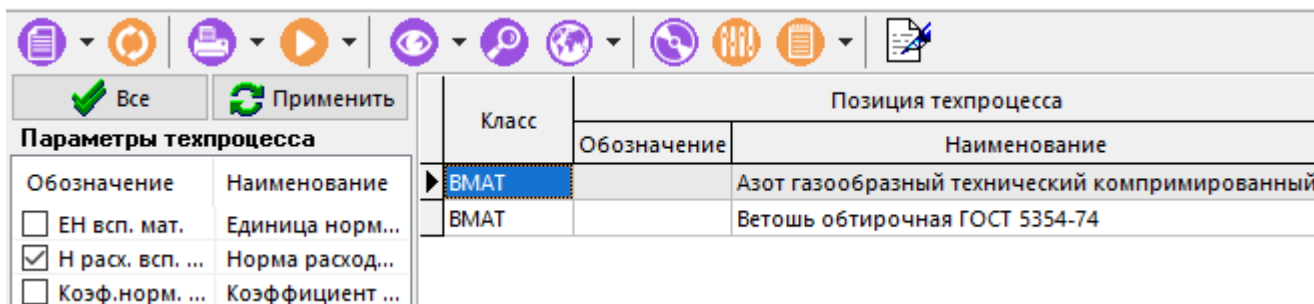 Все Применить
Параметры техпроцесса
Обозначение Наименование
ЕН всп. мат. Единица норм...
Н расх. всп. ... Норма расход...
Коэф.норм. ... Коэффициент ...
Класс Позиция техпроцесса
Обозначение Наименование
ВМАТ Азот газообразный технический компримированный
ВМАТ Ветошь обтирочная ГОСТ 5354-74